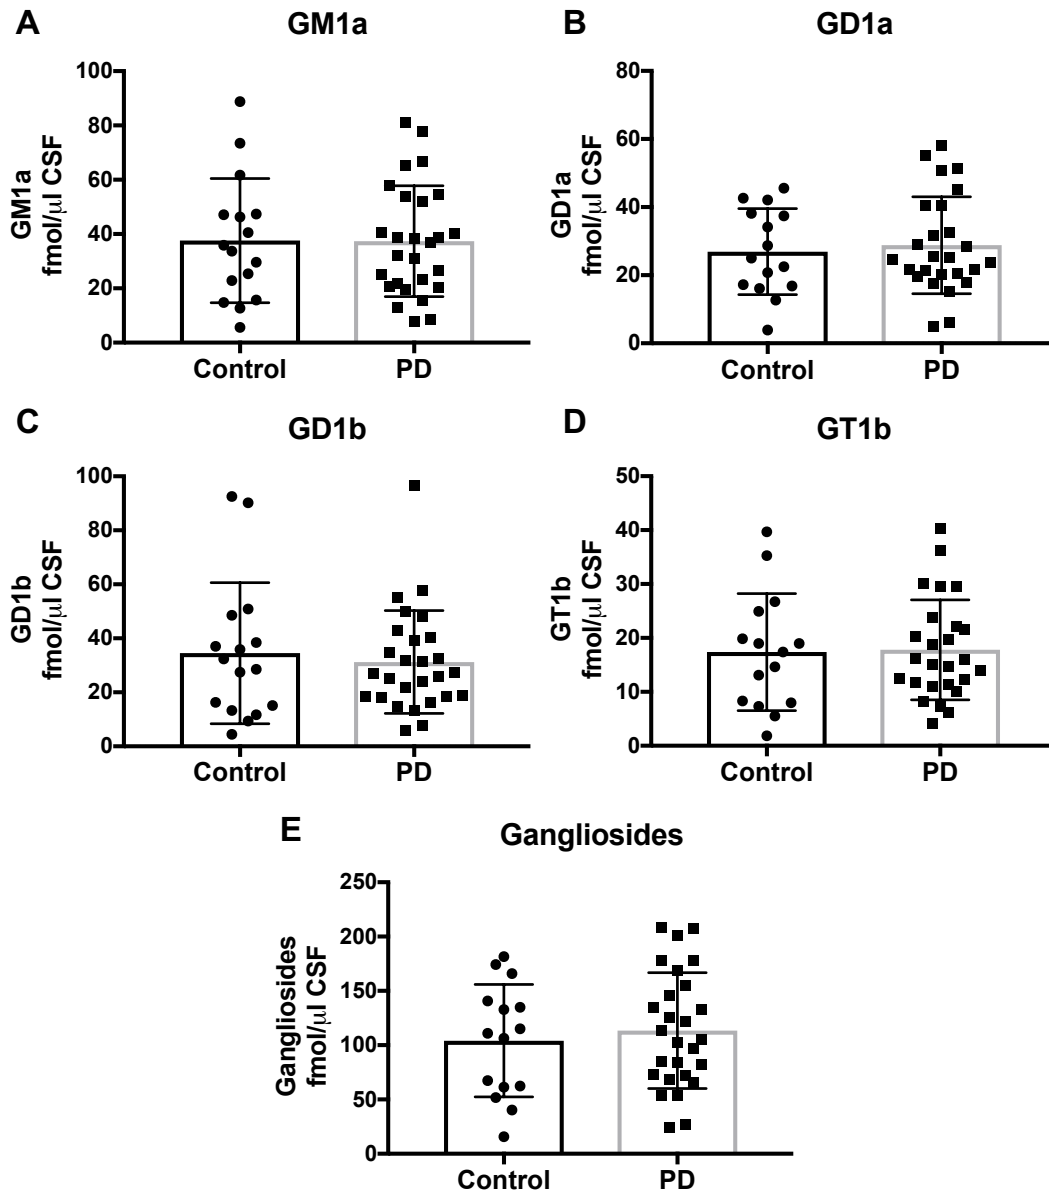 A
GM1a
GM1a
fmol/μl CSF
100
80
60
40
20
0
Control
PD
B
GD1a
GD1a
fmol/μl CSF
80
60
40
20
0
Control
PD
C
GD1b
GD1b
fmol/μl CSF
100
80
60
40
20
0
Control
PD
D
GT1b
GT1b
fmol/μl CSF
50
40
30
20
10
0
Control
PD
E
Gangliosides
Gangliosides
fmol/μl CSF
250
200
150
100
50
0
Control
PD